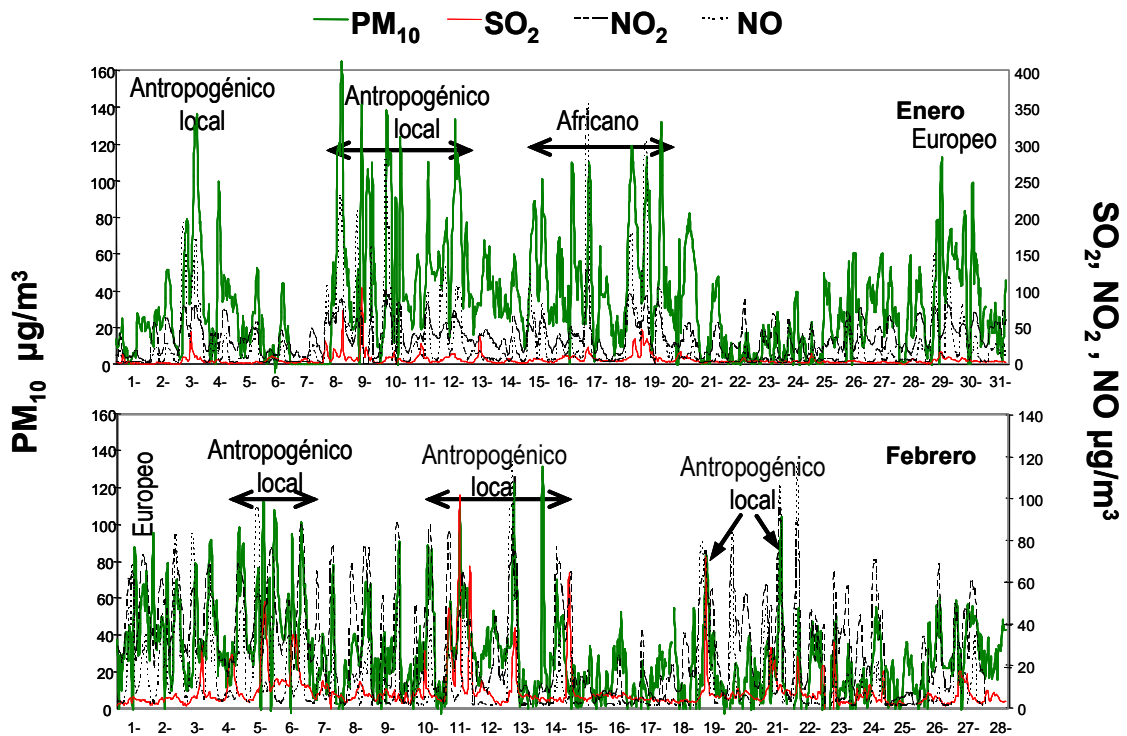 PM10 SO2 NO2 NO
PM10 µg/m3
SO2, NO2 , NO µg/m3
160 400
140 350
120 300
100 250
80 200
60 150
40 100
20 50
0 0
Antropogénico
local
Antropogénico
local
Africano
Enero
Europeo
1- 2- 3- 4- 5- 6- 7- 8- 9- 10- 11- 12- 13- 14- 15- 16- 17- 18- 19- 20- 21- 22- 23- 24- 25- 26- 27- 28- 29- 30- 31-
160 140
140 120
120 100
100 80
80 60
60 40
40 20
20 0
0
Europeo
Antropogénico
local
Antropogénico
local
Antropogénico
local
Febrero
1- 2- 3- 4- 5- 6- 7- 8- 9- 10- 11- 12- 13- 14- 15- 16- 17- 18- 19- 20- 21- 22- 23- 24- 25- 26- 27- 28-